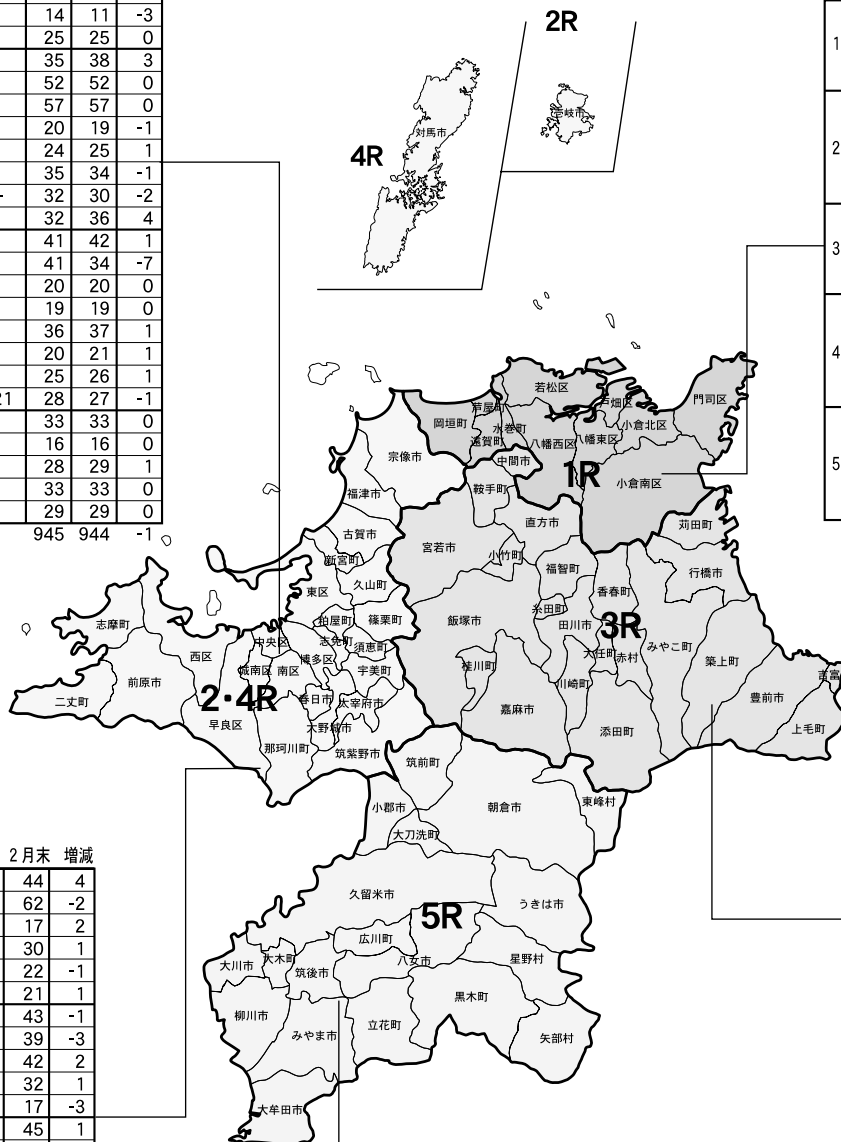 14 11 -3
25 25 0
35 38 3
52 52 0
57 57 0
20 19 -1
24 25 1
35 34 -1
32 30 -2
32 36 4
41 42 1
41 34 -7
20 20 0
19 19 0
36 37 1
20 21 1
25 26 1
21 28 27 -1
33 33 0
16 16 0
28 29 1
33 33 0
29 29 0
945 944 -1
2R
壱岐市
4R
対馬市
1
2
3
4
5
若松区
芦屋町
戸畑区
門司区
岡垣町
水巻町
小倉北区
遠賀町
八幡西区
八幡東区
宗像市
中間市
1R
小倉南区
鞍手町
福津市
直方市
苅田町
古賀市
宮若市
小竹町
新宮町
福智町
行橋市
久山町
東区
香春町
糸田町
粕屋町
篠栗町
飯塚市
田川市
3R
志摩町
中央区
志免町
須恵町
みやこ町
西区
博多区
大任町
赤村
築上町
前原市
城南区
南区
宇美町
桂川町
吉富
2・4R
春日市
太宰府市
川崎町
豊前市
二丈町
早良区
大野城市
嘉麻市
添田町
上毛町
那珂川町
筑紫野市
筑前町
小郡市
朝倉市
東峰村
大刀洗町
久留米市
うきは市
5R
広川町
大川市
大木町
筑後市
八女市
星野村
黒木町
柳川市
立花町
みやま市
矢部村
大牟田市
2月末 増減
44 4
62 -2
17 2
30 1
22 -1
21 1
43 -1
39 -3
42 2
32 1
17 -3
45 1